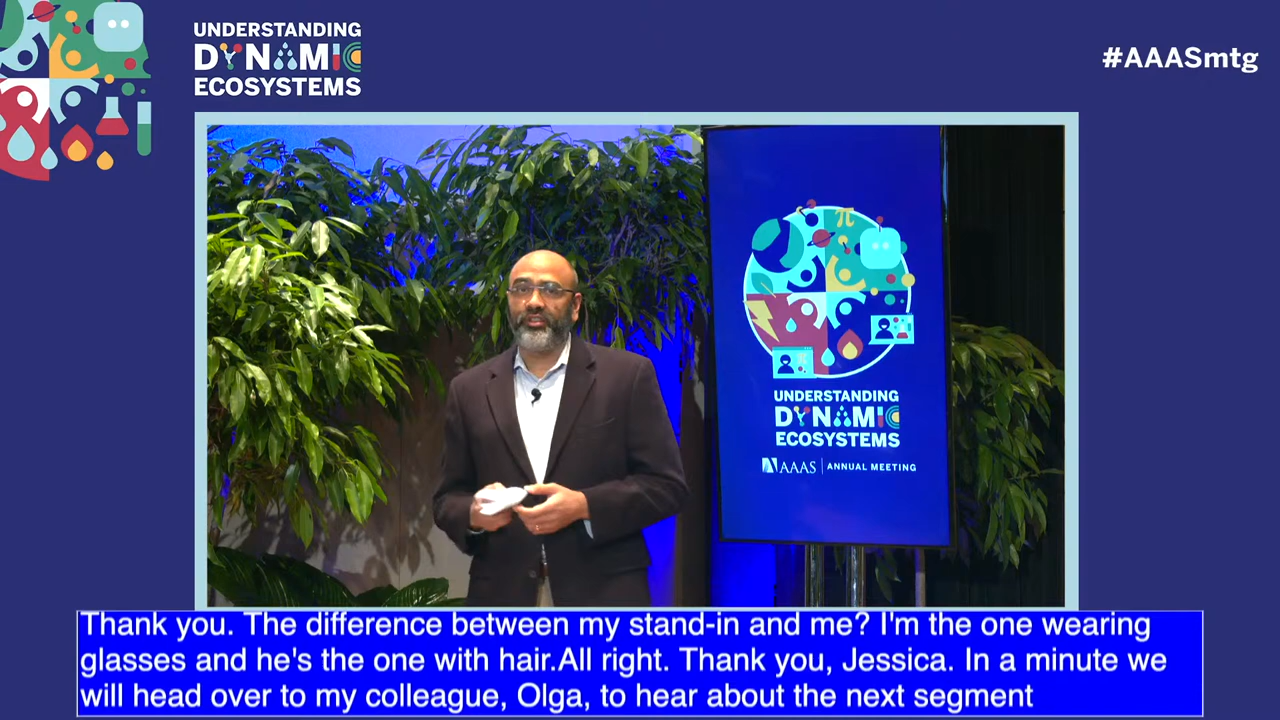 UNDERSTANDING
DYNAMIC
ECOSYSTEMS
#AAASmtg
π
UNDERSTANDING
DYNAMIC
ECOSYSTEMS
AAAS | ANNUAL MEETING
Thank you. The difference between my stand-in and me? I'm the one wearing
glasses and he's the one with hair.All right. Thank you, Jessica. In a minute we
will head over to my colleague, Olga, to hear about the next segment